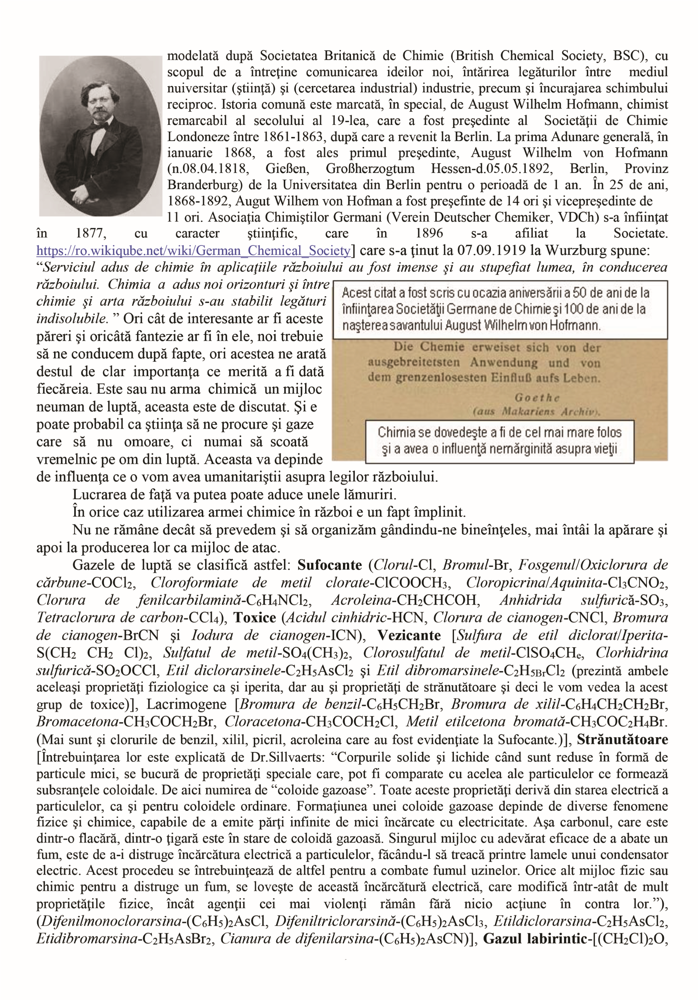 modelată după Societatea Britanică de Chimie (British Chemical Society, BSC), cu
scopul de a întreţine comunicarea ideilor noi, întărirea legăturilor între mediul
nuiversitar (ştiinţă) şi (cercetarea industrial) industrie, precum şi încurajarea schimbului
reciproc. Istoria comună este marcată, în special, de August Wilhelm Hofmann, chimist
remarcabil al secolului al 19-lea, care a fost preşedinte al Societăţii de Chimie
Londoneze între 1861-1863, după care a revenit la Berlin. La prima Adunare generală, în
ianuarie 1868, a fost ales primul preşedinte, August Wilhelm von Hofmann
(n.08.04.1818, Gießen, Großherzogtum Hessen-d.05.05.1892, Berlin, Provinz
Branderburg) de la Universitatea din Berlin pentru o perioadă de 1 an. În 25 de ani,
1868-1892, Augut Wilhem von Hofman a fost preşefinte de 14 ori şi vicepreşedinte de
11 ori. Asociaţia Chimiştilor Germani (Verein Deutscher Chemiker, VDCh) s-a înfiinţat
în 1877, cu caracter ştiinţific, care în 1896 s-a afiliat la Societate.
https://ro.wikiqube.net/wiki/German_Chemical_Society] care s-a ţinut la 07.09.1919 la Wurzburg spune:
“Serviciul adus de chimie în aplicaţiile războiului au fost imense şi au stupefiat lumea, în conducerea
războiului. Chimia a adus noi orizonturi şi între
chimie şi arta războiului s-au stabilit legături
indisolubile. ” Ori cât de interesante ar fi aceste
păreri şi oricâtă fantezie ar fi în ele, noi trebuie
să ne conducem după fapte, ori acestea ne arată
destul de clar importanţa ce merită a fi dată
fiecăreia. Este sau nu arma chimică un mijloc
neuman de luptă, aceasta este de discutat. Şi e
poate probabil ca ştiinţa să ne procure şi gaze
care să nu omoare, ci numai să scoată
vremelnic pe om din luptă. Aceasta va depinde
de influenţa ce o vom avea umanitariştii asupra legilor războiului.
Acest citat a fost scris cu ocazia aniversării a 50 de ani de la
înfiinţarea Societăţii Germane de Chimie şi 100 de ani de la
naşterea savantului August Wilhelm von Hofmann.
Die Chemie erweiset sich von der
ausgebreitetsten Anwendung und von
dem grenzenlosesten Einfluß aufs Leben.
Goethe
(aus Makariens Archiv).
Chimia se dovedeşte a fi de cel mai mare folos
şi a avea o influenţă nemărginită asupra vieţii
Lucrarea de faţă va putea poate aduce unele lămuriri.
În orice caz utilizarea armei chimice în război e un fapt împlinit.
Nu ne rămâne decât să prevedem şi să organizăm gândindu-ne bineînţeles, mai întâi la apărare şi
apoi la producerea lor ca mijloc de atac.
Gazele de luptă se clasifică astfel: Sufocante (Clorul-Cl, Bromul-Br, Fosgenul/Oxiclorura de
cărbune-COCl2, Cloroformiate de metil clorate-ClCOOCH3, Cloropicrina/Aquinita-Cl3CNO2,
Clorura de fenilcarbilamină-C6H4NCl2, Acroleina-CH2CHCOH, Anhidrida sulfurică-SO3,
Tetraclorura de carbon-CCl4), Toxice (Acidul cinhidric-HCN, Clorura de cianogen-CNCl, Bromura
de cianogen-BrCN şi Iodura de cianogen-ICN), Vezicante [Sulfura de etil diclorat/Iperita-
S(CH2 CH2 Cl)2, Sulfatul de metil-SO4(CH3)2, Clorosulfatul de metil-ClSO4CHe, Clorhidrina
sulfurică-SO2OCCl, Etil diclorarsinele-C2H5AsCl2 şi Etil dibromarsinele-C2H5BrCl2 (prezintă ambele
aceleaşi proprietăţi fiziologice ca şi iperita, dar au şi proprietăţi de strănutătoare şi deci le vom vedea la acest
grup de toxice)], Lacrimogene [Bromura de benzil-C6H5CH2Br, Bromura de xilil-C6H4CH2CH2Br,
Bromacetona-CH3COCH2Br, Cloracetona-CH3COCH2Cl, Metil etilcetona bromată-CH3COC2H4Br.
(Mai sunt şi clorurile de benzil, xilil, picril, acroleina care au fost evidenţiate la Sufocante.)], Strănutătoare
[Întrebuinţarea lor este explicată de Dr.Sillvaerts: “Corpurile solide şi lichide când sunt reduse în formă de
particule mici, se bucură de proprietăţi speciale care, pot fi comparate cu acelea ale particulelor ce formează
subsranţele coloidale. De aici numirea de “coloide gazoase”. Toate aceste proprietăţi derivă din starea electrică a
particulelor, ca şi pentru coloidele ordinare. Formaţiunea unei coloide gazoase depinde de diverse fenomene
fizice şi chimice, capabile de a emite părţi infinite de mici încărcate cu electricitate. Aşa carbonul, care este
dintr-o flacără, dintr-o ţigară este în stare de coloidă gazoasă. Singurul mijloc cu adevărat eficace de a abate un
fum, este de a-i distruge încărcătura electrică a particulelor, făcându-l să treacă printre lamele unui condensator
electric. Acest procedeu se întrebuinţează de altfel pentru a combate fumul uzinelor. Orice alt mijloc fizic sau
chimic pentru a distruge un fum, se loveşte de această încărcătură electrică, care modifică într-atât de mult
proprietăţile fizice, încât agenţii cei mai violenţi rămân fără nicio acţiune în contra lor.”),
(Difenilmonoclorarsina-(C6H5)2AsCl, Difeniltriclorarsină-(C6H5)2AsCl3, Etildiclorarsina-C2H5AsCl2,
Etidibromarsina-C2H5AsBr2, Cianura de difenilarsina-(C6H5)2AsCN)], Gazul labirintic-[(CH2Cl)2O,